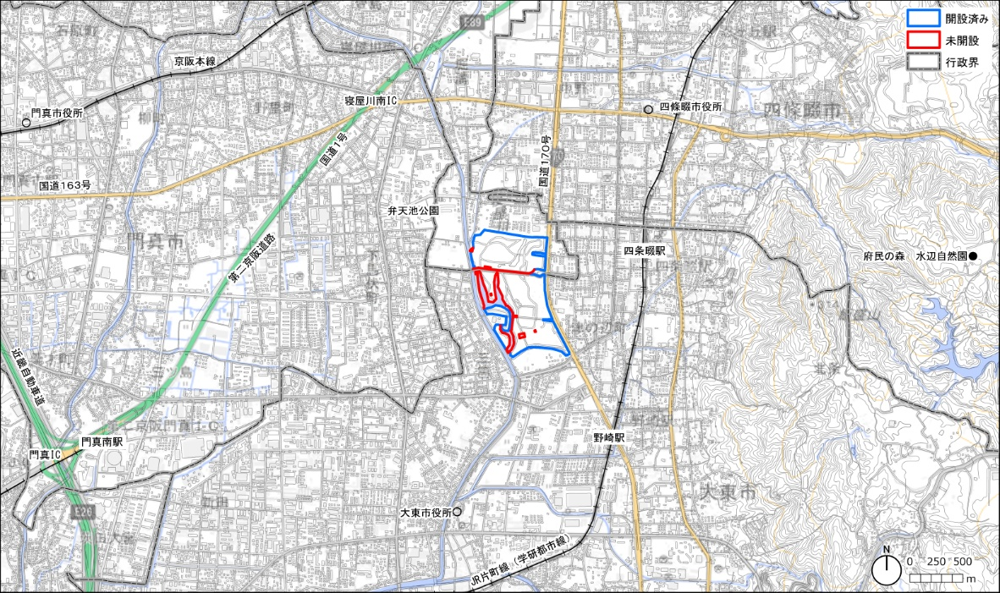 開設済み
未開設
行政界
E89
京阪本線
寝屋川南IC
門真市役所
四條畷市役所
四條畷市
国道1号
国道170号
国道163号
弁天池公園
門真市
第二京阪道路
四条畷駅
府民の森 水辺自然園
近畿自動車道
三ツ島
門真南駅
門真IC
野崎駅
大東市
E26
大東市役所
JR片町線(学研都市線)
N
0 250 500
m